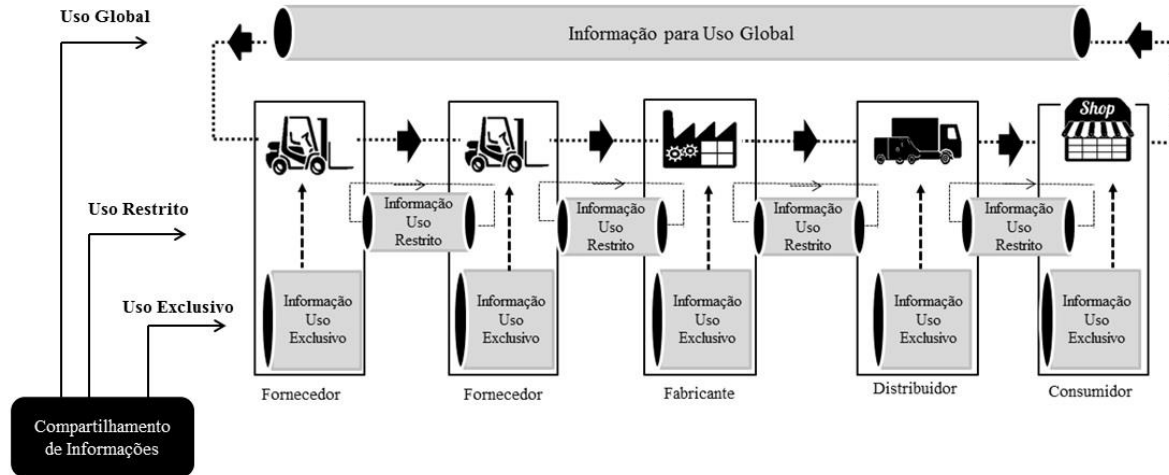 Uso Global
Informação para Uso Global
Shop
Uso Restrito
Informação
Uso
Restrito
Informação
Uso
Restrito
Informação
Uso
Restrito
Informação
Uso
Restrito
Uso Exclusivo
Informação
Uso
Exclusivo
Informação
Uso
Exclusivo
Informação
Uso
Exclusivo
Informação
Uso
Exclusivo
Informação
Uso
Exclusivo
Fornecedor
Fornecedor
Fabricante
Distribuidor
Consumidor
Compartilhamento
de Informações